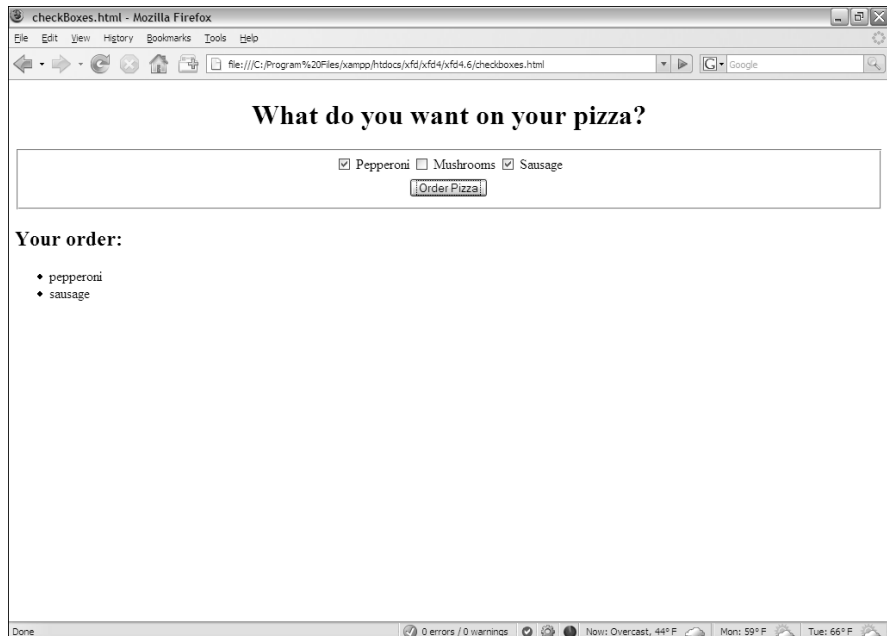 checkBoxes.html - Mozilla Firefox
File Edit View History Bookmarks Tools Help
file:///C:/Program%20Files/xampp/htdocs/xfd/xfd4/xfd4.6/checkboxes.html G Google
What do you want on your pizza?
Pepperoni Mushrooms Sausage
Order Pizza
Your order:
pepperoni
sausage
Done 0 errors / 0 warnings Now: Overcast, 44° F Mon: 59° F Tue: 66° F